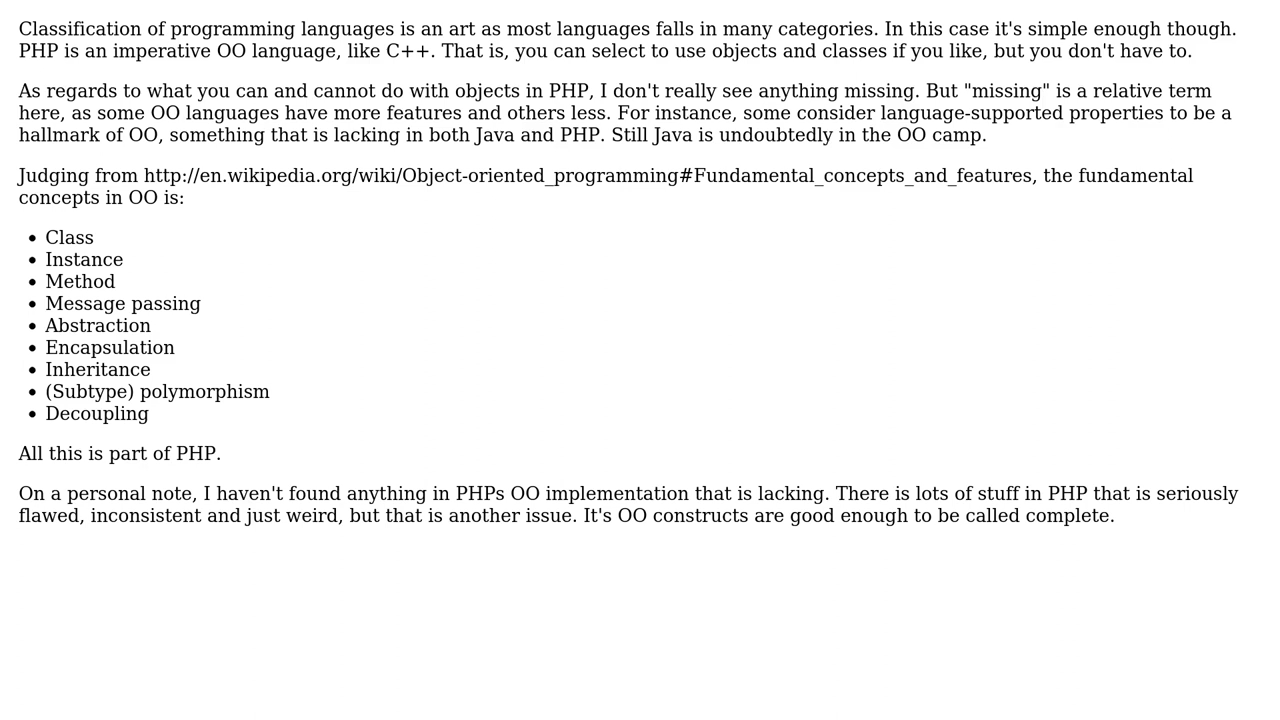 Classification of programming languages is an art as most languages falls in many categories. In this case it's simple enough though.
PHP is an imperative OO language, like C++. That is, you can select to use objects and classes if you like, but you don't have to.
As regards to what you can and cannot do with objects in PHP, I don't really see anything missing. But "missing" is a relative term
here, as some OO languages have more features and others less. For instance, some consider language-supported properties to be a
hallmark of OO, something that is lacking in both Java and PHP. Still Java is undoubtedly in the OO camp.
Judging from http://en.wikipedia.org/wiki/Object-oriented_programming#Fundamental_concepts_and_features, the fundamental
concepts in OO is:
• Class
• Instance
• Method
• Message passing
• Abstraction
• Encapsulation
• Inheritance
• (Subtype) polymorphism
• Decoupling
All this is part of PHP.
On a personal note, I haven't found anything in PHPs OO implementation that is lacking. There is lots of stuff in PHP that is seriously
flawed, inconsistent and just weird, but that is another issue. It's OO constructs are good enough to be called complete.